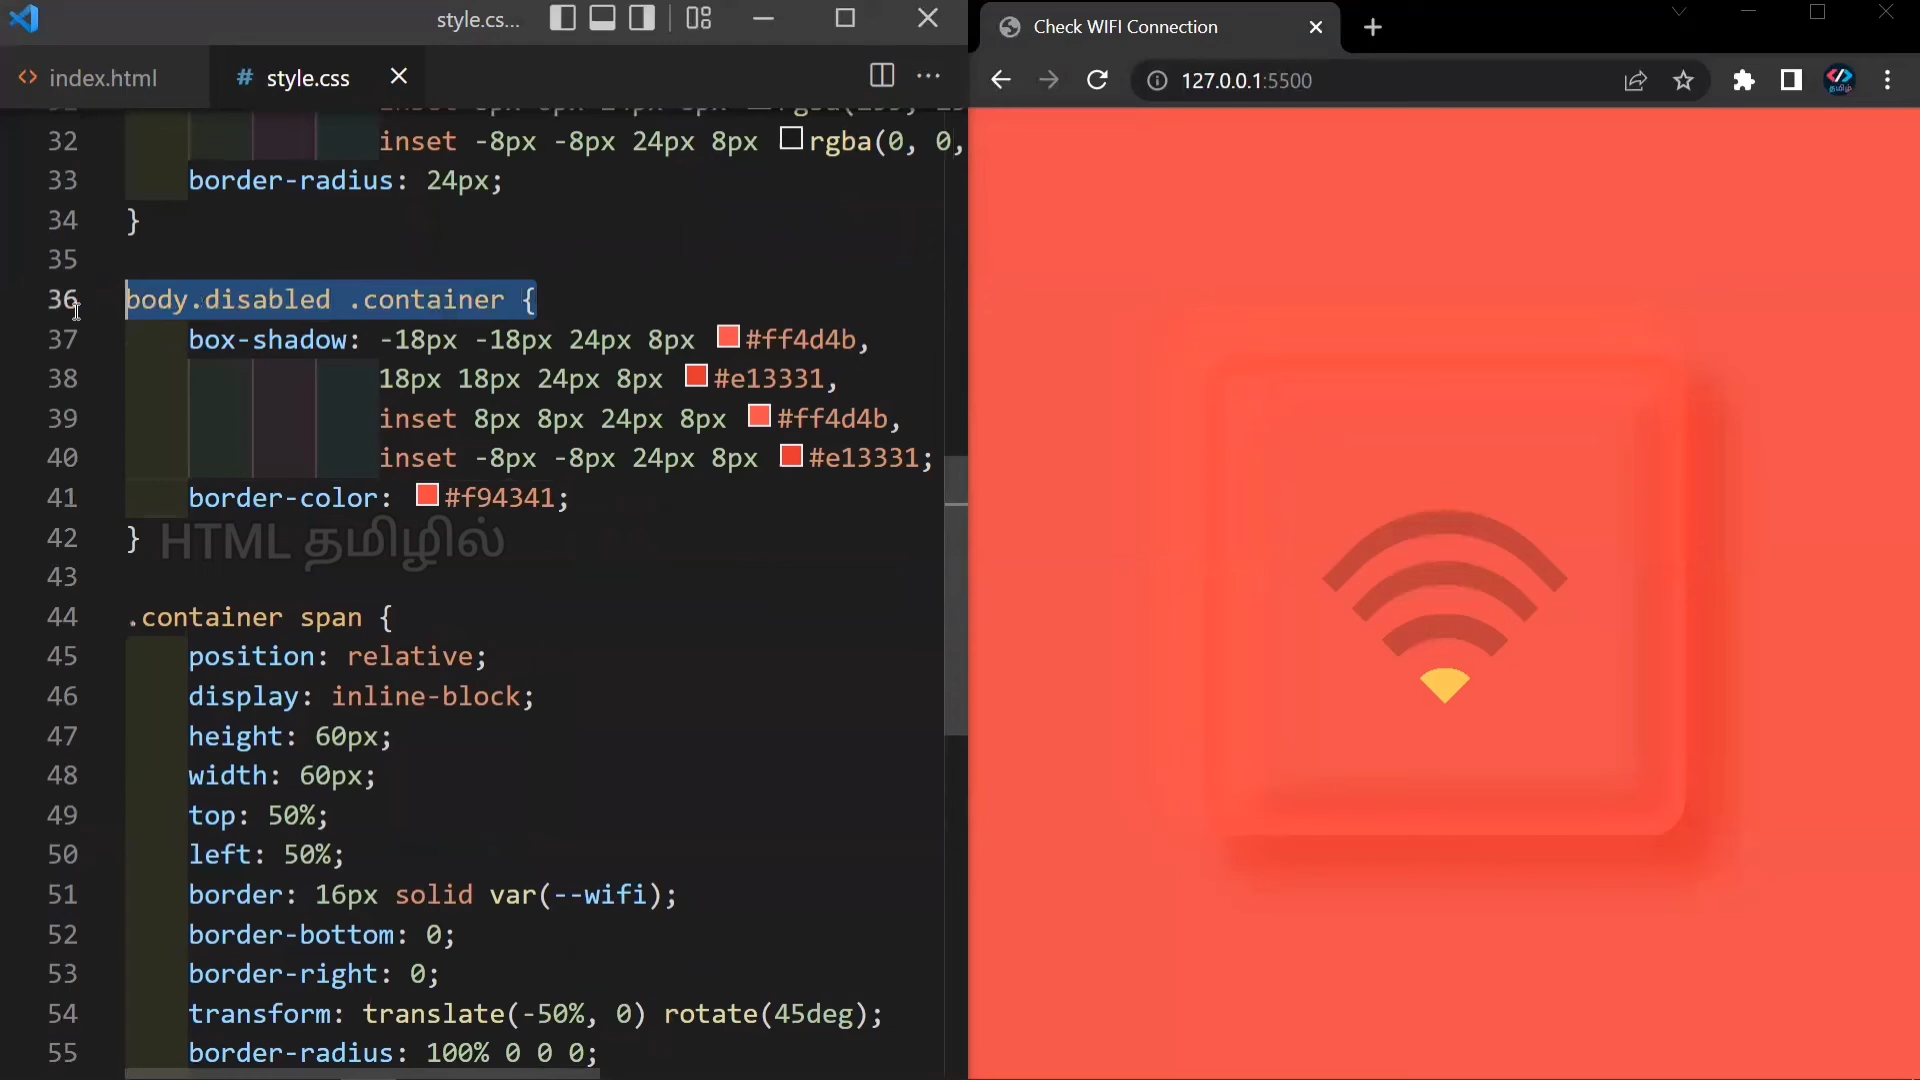 style.cs...
Check WIFI Connection
index.html
# style.css
127.0.0.1:5500
32 inset -8px -8px 24px 8px rgba(0, 0,
33 border-radius: 24px;
34 }
35
36 body.disabled .container {
37 box-shadow: -18px -18px 24px 8px #ff4d4b,
38 18px 18px 24px 8px #e13331,
39 inset 8px 8px 24px 8px #ff4d4b,
40 inset -8px -8px 24px 8px #e13331;
41 border-color: #f94341;
42 }
HTML தமிழில்
43
44 .container span {
45 position: relative;
46 display: inline-block;
47 height: 60px;
48 width: 60px;
49 top: 50%;
50 left: 50%;
51 border: 16px solid var(--wifi);
52 border-bottom: 0;
53 border-right: 0;
54 transform: translate(-50%, 0) rotate(45deg);
55 border-radius: 100% 0 0 0;